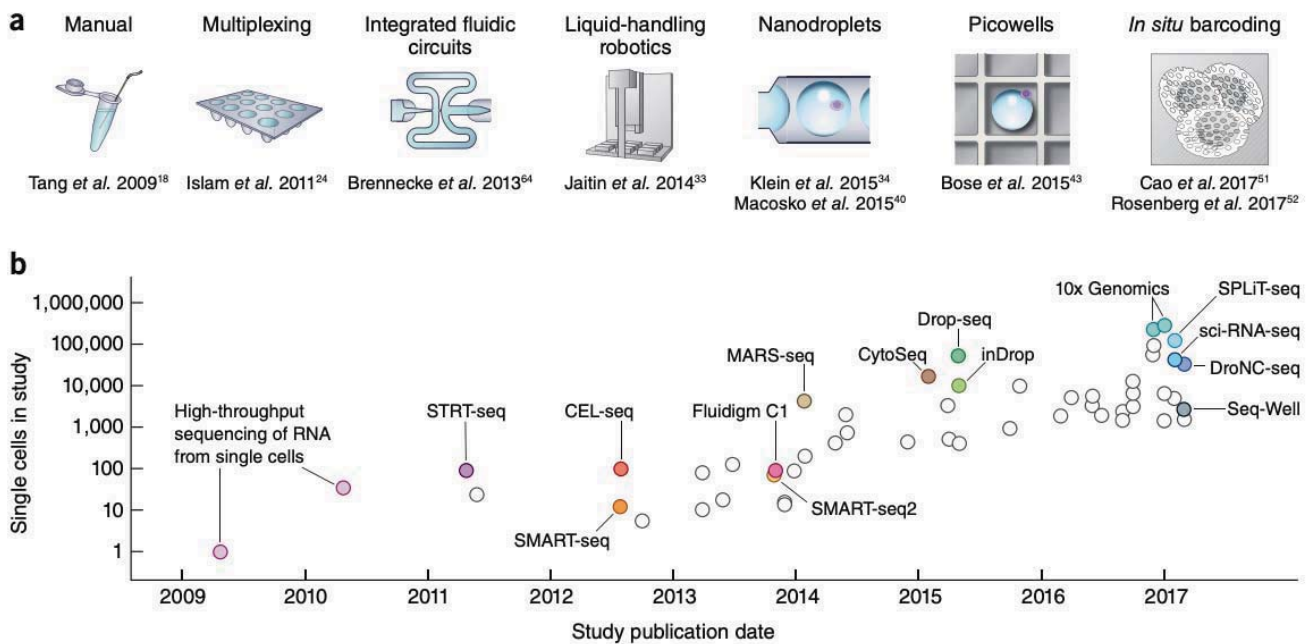 a
Manual
Multiplexing
Integrated fluidic
circuits
Liquid-handling
robotics
Nanodroplets
Picowells
In situ barcoding
Tang et al. 2009¹⁸
Islam et al. 2011²⁴
Brennecke et al. 2013⁶⁴
Jaitin et al. 2014³³
Klein et al. 2015³⁴
Macosko et al. 2015⁴⁰
Bose et al. 2015⁴³
Cao et al. 2017⁵¹
Rosenberg et al. 2017⁵²
b
Single cells in study
1,000,000
100,000
10,000
1,000
100
10
1
High-throughput
sequencing of RNA
from single cells
STRT-seq
CEL-seq
SMART-seq
MARS-seq
Fluidigm C1
SMART-seq2
CytoSeq
Drop-seq
inDrop
10x Genomics
SPLiT-seq
sci-RNA-seq
DroNC-seq
Seq-Well
2009
2010
2011
2012
2013
2014
2015
2016
2017
Study publication date